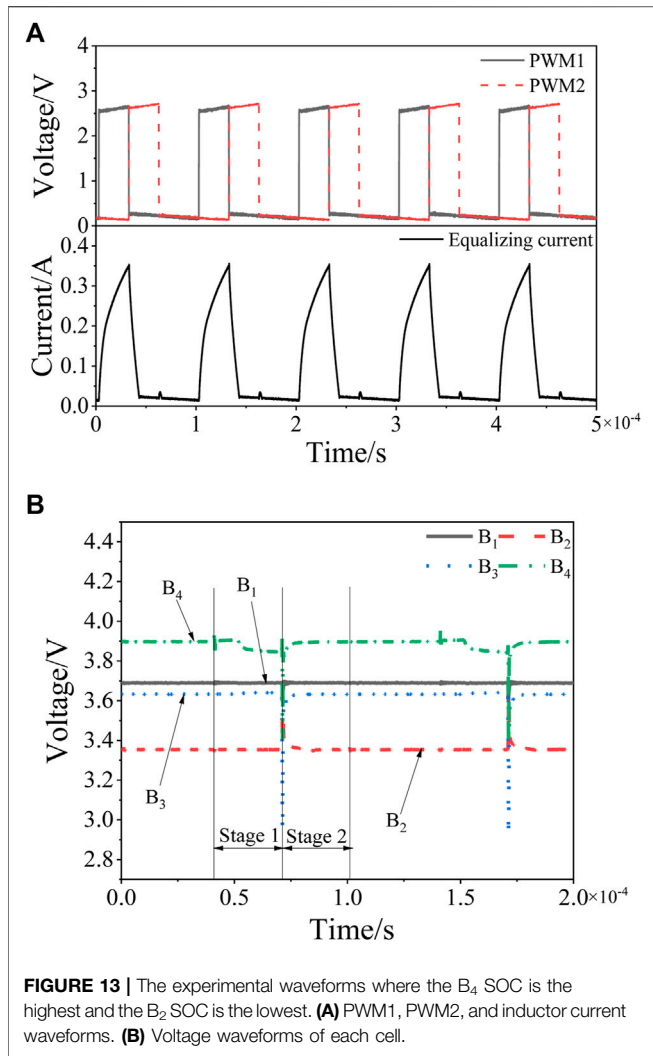 A
PWM1
PWM2
Voltage/V
4
3
2
1
0
Equalizing current
Current/A
0.4
0.3
0.2
0.1
0.0
0 1 2 3 4 5×10⁻⁴
Time/s
B
B₁ B₂
B₃ B₄
Voltage/V
4.4
4.2
4.0
3.8
3.6
3.4
3.2
3.0
2.8
B₄
B₁
B₃
B₂
Stage 1 Stage 2
0.0 0.5 1.0 1.5 2.0×10⁻⁴
Time/s
FIGURE 13 | The experimental waveforms where the B₄ SOC is the
highest and the B₂ SOC is the lowest. (A) PWM1, PWM2, and inductor current
waveforms. (B) Voltage waveforms of each cell.